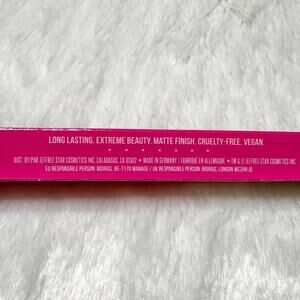 LONG LASTING. EXTREME BEAUTY. MATTE FINISH. CRUELTY-FREE. VEGAN.
DIST. BY/PAR JEFFREE STAR COSMETICS INC. CALABASAS, CA 91302 • MADE IN GERMANY / FABRIQUÉ EN ALLEMAGNE • TM & © JEFFREE STAR COSMETICS INC.
EU RESPONSIBLE PERSON: BIORIUS, BE-7170 MANAGE / UK RESPONSIBLE PERSON: BIORIUS, LONDON